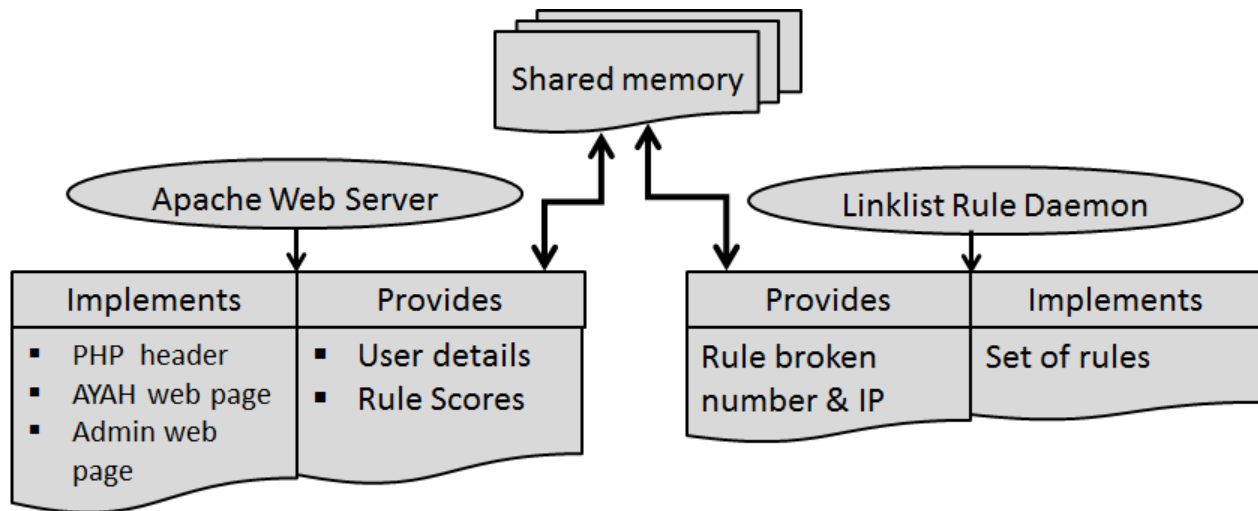 Shared memory
Apache Web Server
Linklist Rule Daemon
Implements
Provides
▪ PHP header
▪ AYAH web page
▪ Admin web
page
▪ User details
▪ Rule Scores
Provides
Implements
Rule broken
number & IP
Set of rules